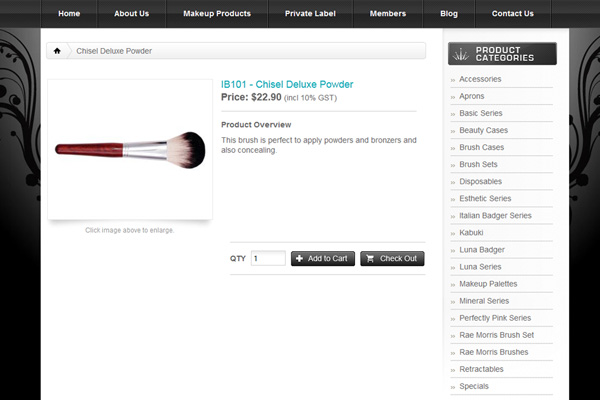 Home About Us Makeup Products Private Label Members Blog Contact Us
Chisel Deluxe Powder
IB101 - Chisel Deluxe Powder
Price: $22.90 (incl 10% GST)
Product Overview
This brush is perfect to apply powders and bronzers and
also concealing.
Click image above to enlarge.
QTY 1 Add to Cart Check Out
PRODUCT
CATEGORIES
Accessories
Aprons
Basic Series
Beauty Cases
Brush Cases
Brush Sets
Disposables
Esthetic Series
Italian Badger Series
Kabuki
Luna Badger
Luna Series
Makeup Palettes
Mineral Series
Perfectly Pink Series
Rae Morris Brush Set
Rae Morris Brushes
Retractables
Specials